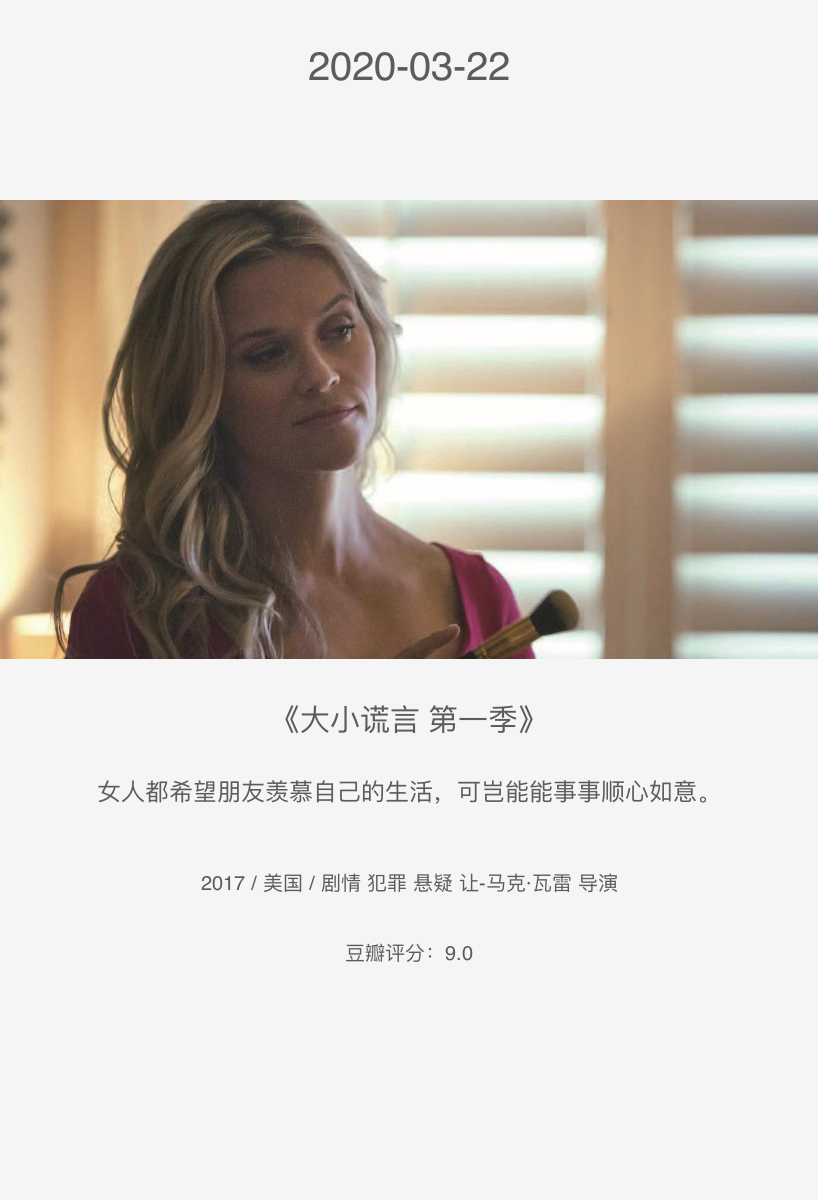 2020-03-22
《大小谎言 第一季》
女人都希望朋友羡慕自己的生活，可岂能能事事顺心如意。
2017 / 美国 / 剧情 犯罪 悬疑 让-马克·瓦雷 导演
豆瓣评分：9.0